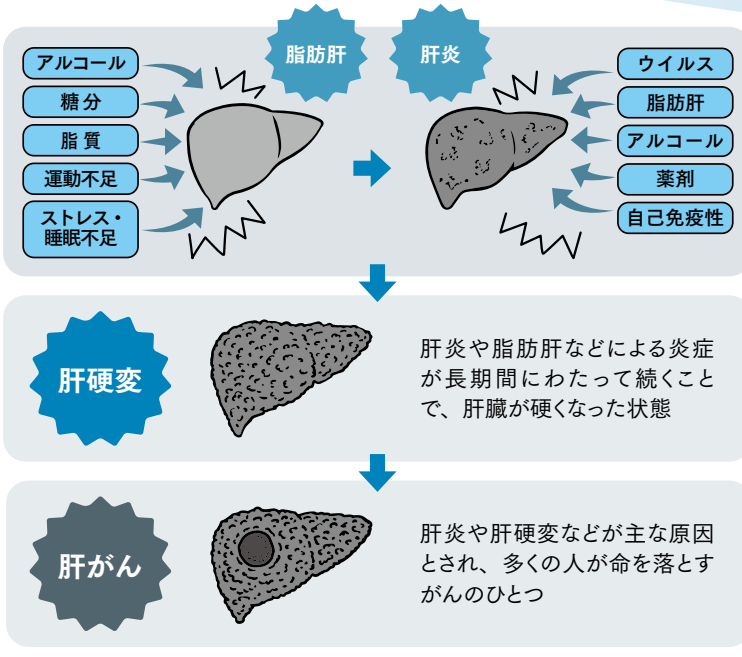 脂肪肝
肝炎
アルコール
糖分
脂質
運動不足
ストレス・
睡眠不足
ウイルス
脂肪肝
アルコール
薬剤
自己免疫性
肝硬変
肝炎や脂肪肝などによる炎症
が長期間にわたって続くこと
で、肝臓が硬くなった状態
肝がん
肝炎や肝硬変などが主な原因
とされ、多くの人が命を落とす
がんのひとつ